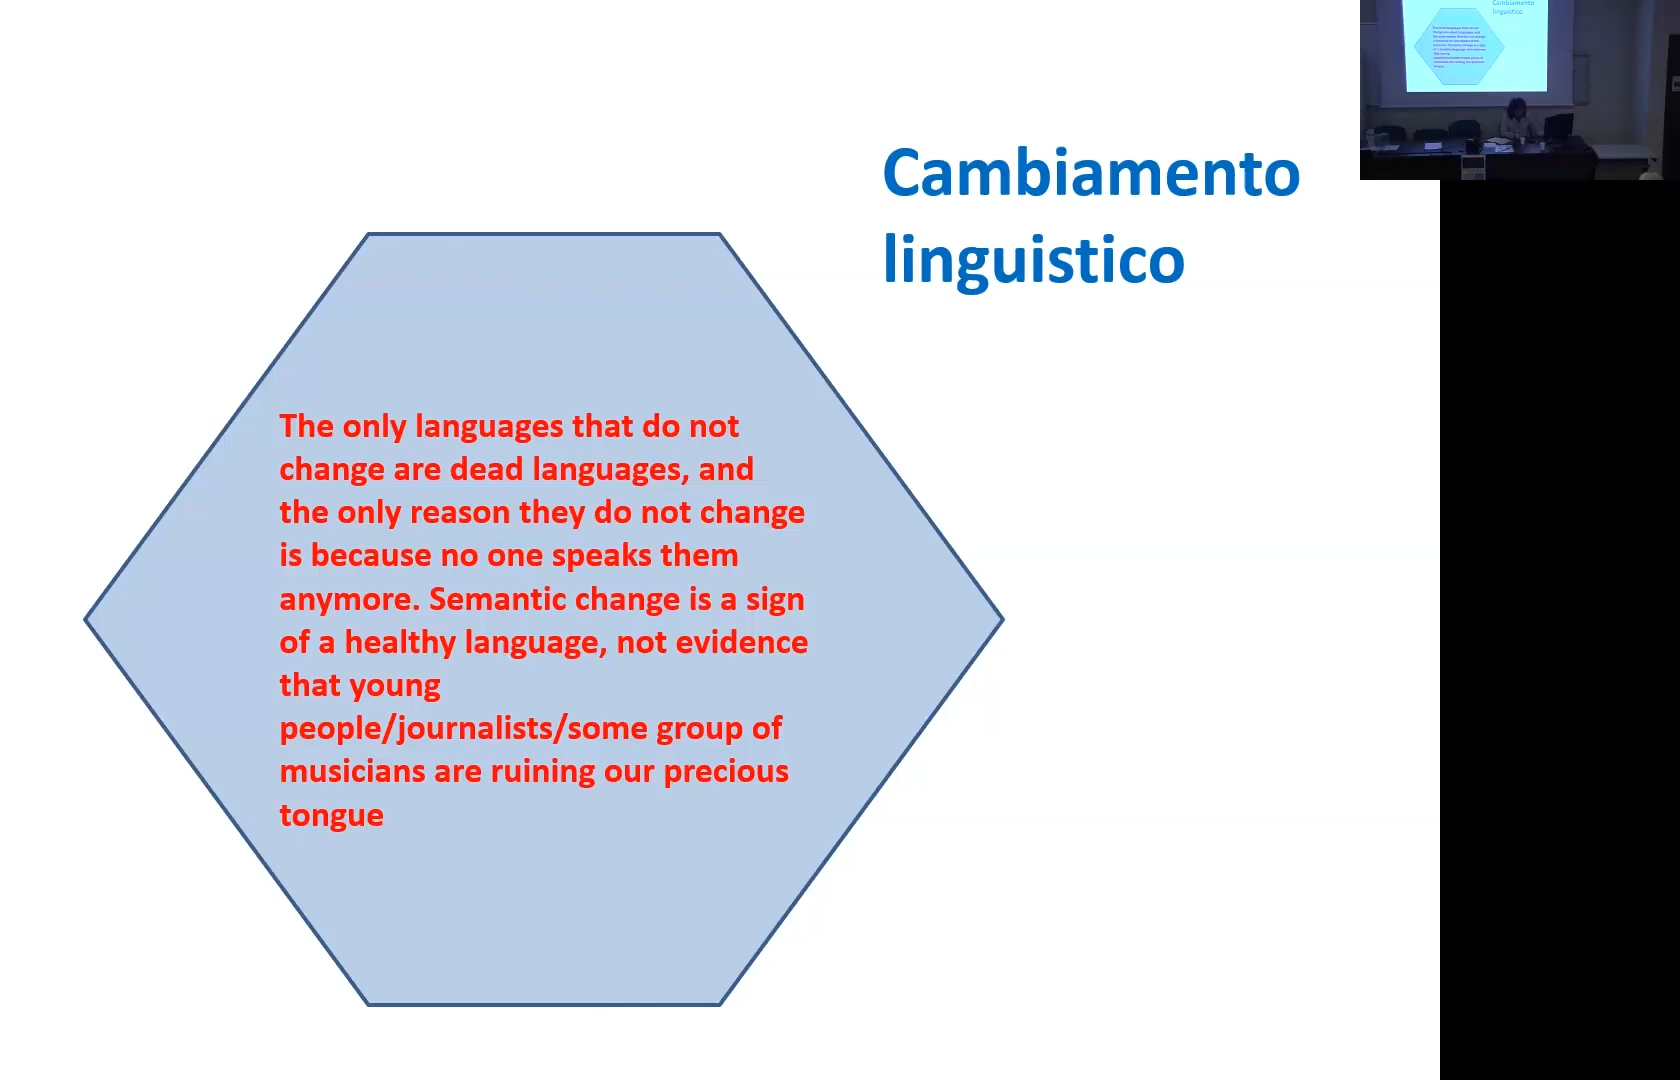 Cambiamento
linguistico
The only languages that do not
change are dead languages, and
the only reason they do not change
is because no one speaks them
anymore. Semantic change is a sign
of a healthy language, not evidence
that young
people/journalists/some group of
musicians are ruining our precious
tongue
Cambiamento
linguistico